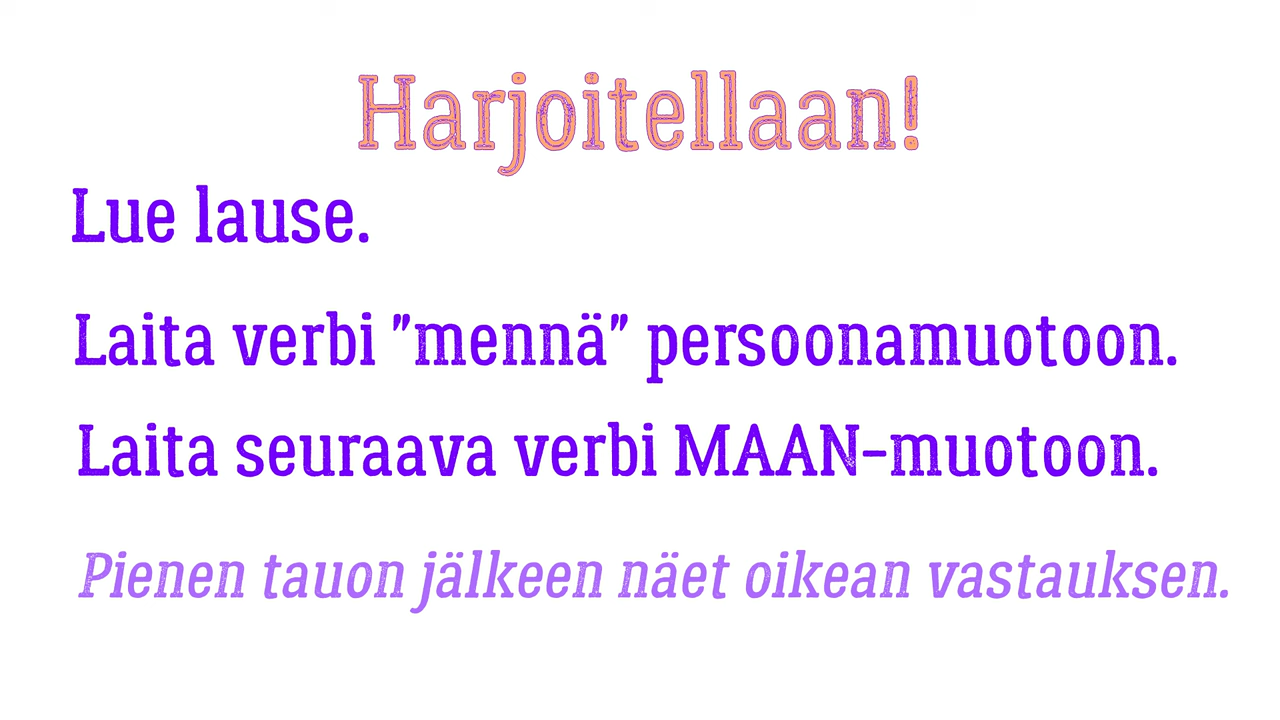 Harjoitellaan!
Lue lause.
Laita verbi "mennä" persoonamuotoon.
Laita seuraava verbi MAAN-muotoon.
Pienen tauon jälkeen näet oikean vastauksen.